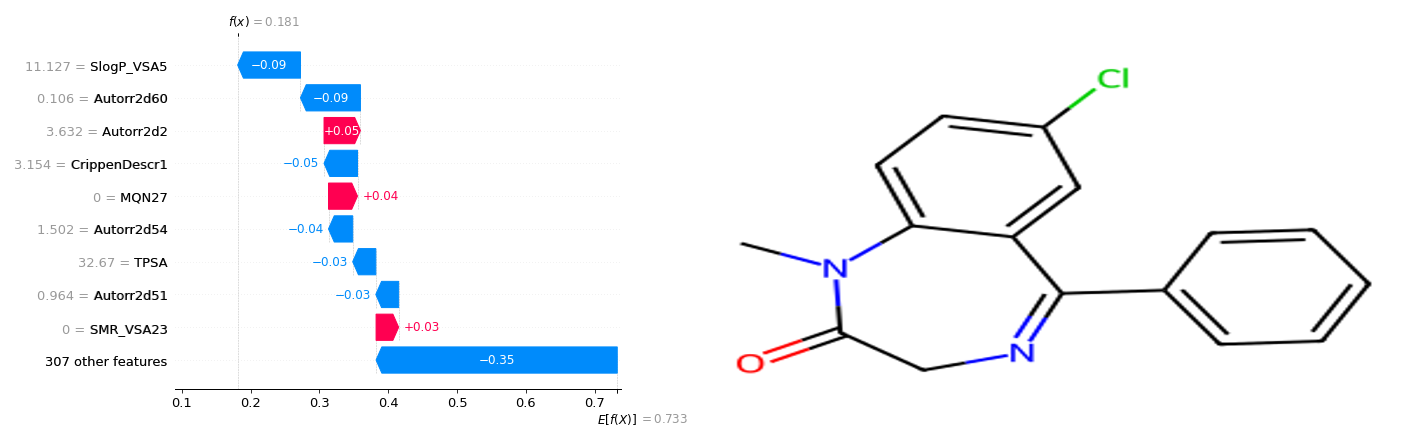 f(x) = 0.181
11.127 = SlogP_VSA5
−0.09
0.106 = Autorr2d60
−0.09
3.632 = Autorr2d2
+0.05
3.154 = CrippenDescr1
−0.05
0 = MQN27
+0.04
1.502 = Autorr2d54
−0.04
32.67 = TPSA
−0.03
0.964 = Autorr2d51
−0.03
0 = SMR_VSA23
+0.03
307 other features
−0.35
0.1 0.2 0.3 0.4 0.5 0.6 0.7
E[f(X)] = 0.733
Cl
N
O
N